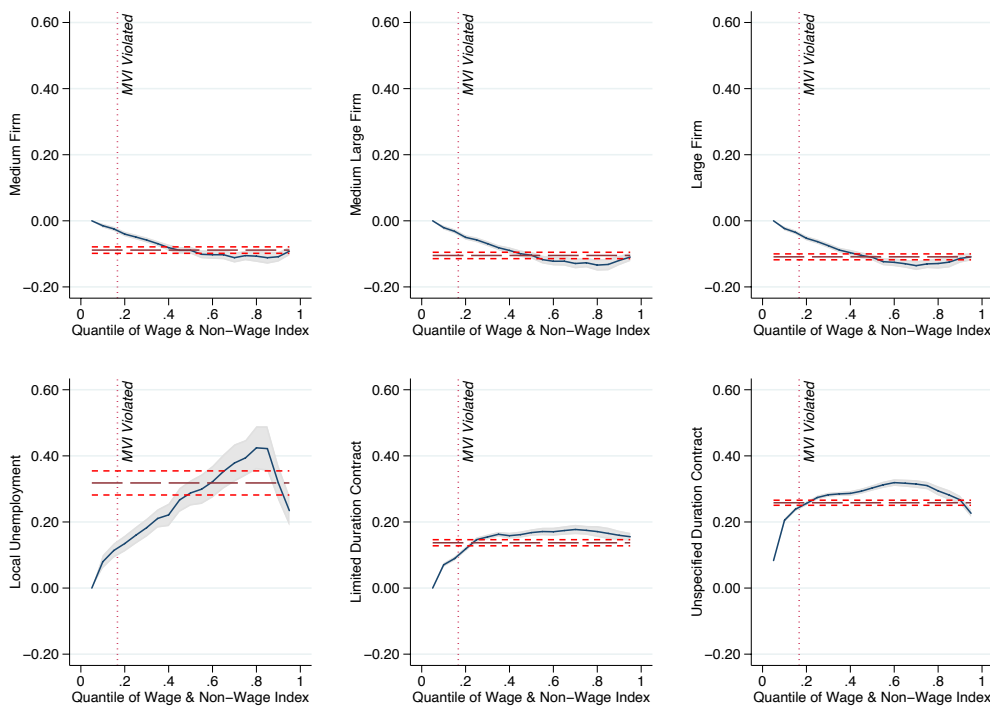 Medium Firm
0.60
0.40
0.20
0.00
−0.20
MVI Violated
0 .2 .4 .6 .8 1
Quantile of Wage & Non-Wage Index
Medium Large Firm
0.60
0.40
0.20
0.00
−0.20
MVI Violated
0 .2 .4 .6 .8 1
Quantile of Wage & Non-Wage Index
Large Firm
0.60
0.40
0.20
0.00
−0.20
MVI Violated
0 .2 .4 .6 .8 1
Quantile of Wage & Non-Wage Index
Local Unemployment
0.60
0.40
0.20
0.00
−0.20
MVI Violated
0 .2 .4 .6 .8 1
Quantile of Wage & Non-Wage Index
Limited Duration Contract
0.60
0.40
0.20
0.00
−0.20
MVI Violated
0 .2 .4 .6 .8 1
Quantile of Wage & Non-Wage Index
Unspecified Duration Contract
0.60
0.40
0.20
0.00
−0.20
MVI Violated
0 .2 .4 .6 .8 1
Quantile of Wage & Non-Wage Index